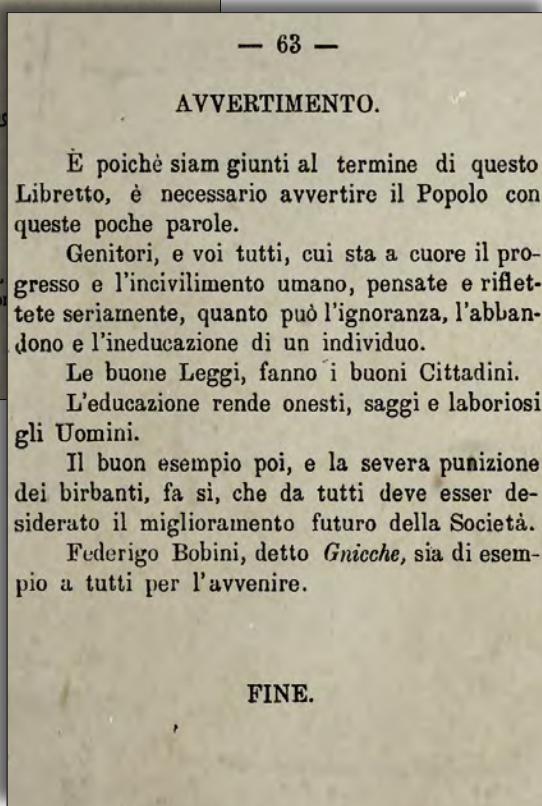 — 63 —
AVVERTIMENTO.
È poichè siam giunti al termine di questo
Libretto, è necessario avvertire il Popolo con
queste poche parole.
Genitori, e voi tutti, cui sta a cuore il pro-
gresso e l'incivilimento umano, pensate e riflet-
tete seriamente, quanto può l'ignoranza, l'abban-
dono e l'ineducazione di un individuo.
Le buone Leggi, fanno i buoni Cittadini.
L'educazione rende onesti, saggi e laboriosi
gli Uomini.
Il buon esempio poi, e la severa punizione
dei birbanti, fa sì, che da tutti deve esser de-
siderato il miglioramento futuro della Società.
Federigo Bobini, detto Gnicche, sia di esem-
pio a tutti per l'avvenire.
FINE.